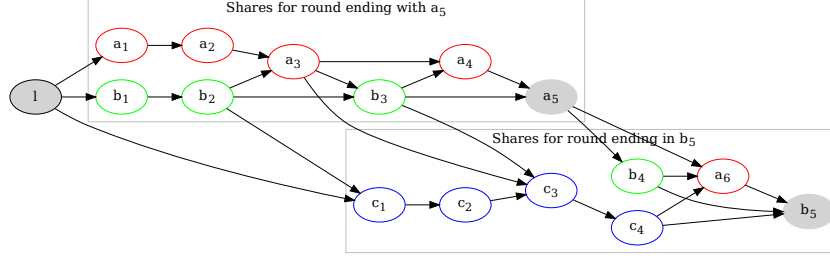 Shares for round ending with a₅
a₁
a₂
a₃
a₄
l
b₁
b₂
b₃
a₅
Shares for round ending in b₅
b₄
a₆
c₁
c₂
c₃
c₄
b₅